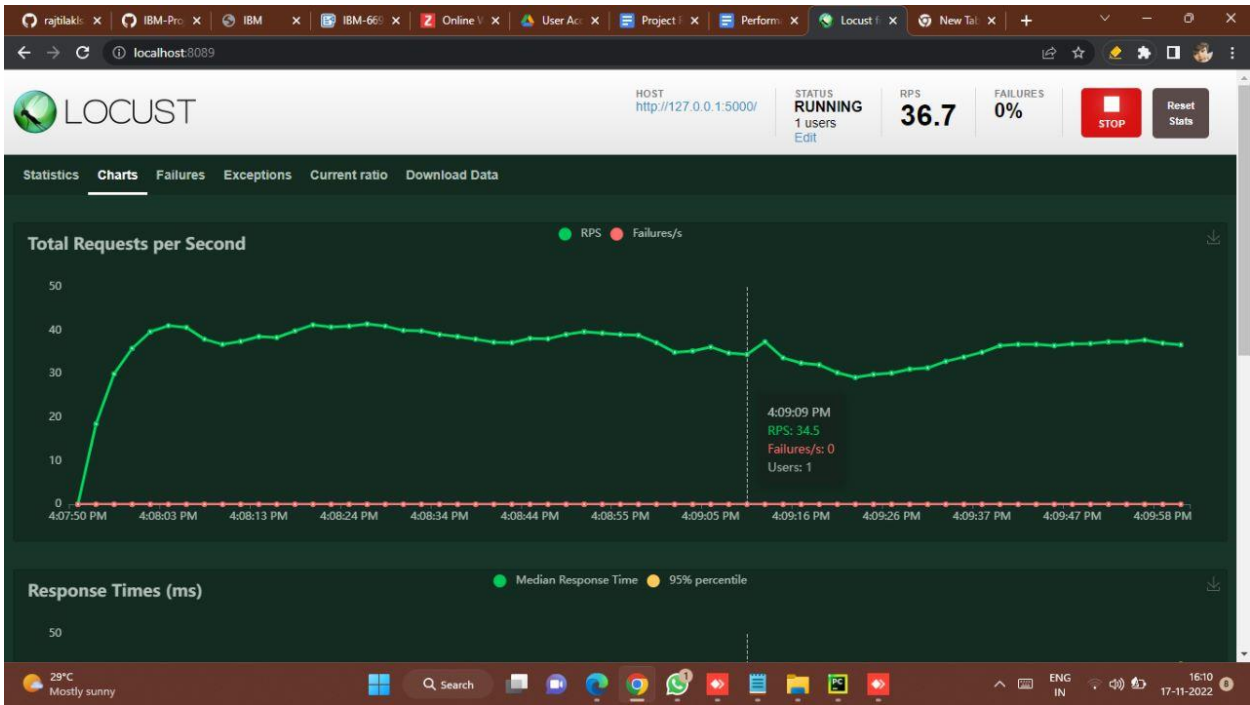 rajtilakls
IBM-Pro
IBM
IBM-669
Online V
User Acc
Project F
Perform
Locust f
New Tab
localhost:8089
LOCUST
HOST
http://127.0.0.1:5000/
STATUS
RUNNING
1 users
Edit
RPS
36.7
FAILURES
0%
STOP
Reset
Stats
Statistics Charts Failures Exceptions Current ratio Download Data
Total Requests per Second
RPS Failures/s
50
40
30
20
10
0
4:09:09 PM
RPS: 34.5
Failures/s: 0
Users: 1
4:07:50 PM 4:08:03 PM 4:08:13 PM 4:08:24 PM 4:08:34 PM 4:08:44 PM 4:08:55 PM 4:09:05 PM 4:09:16 PM 4:09:26 PM 4:09:37 PM 4:09:47 PM 4:09:58 PM
Response Times (ms)
Median Response Time 95% percentile
50
29°C
Mostly sunny
Search
1
PC
ENG
IN
16:10
17-11-2022
8